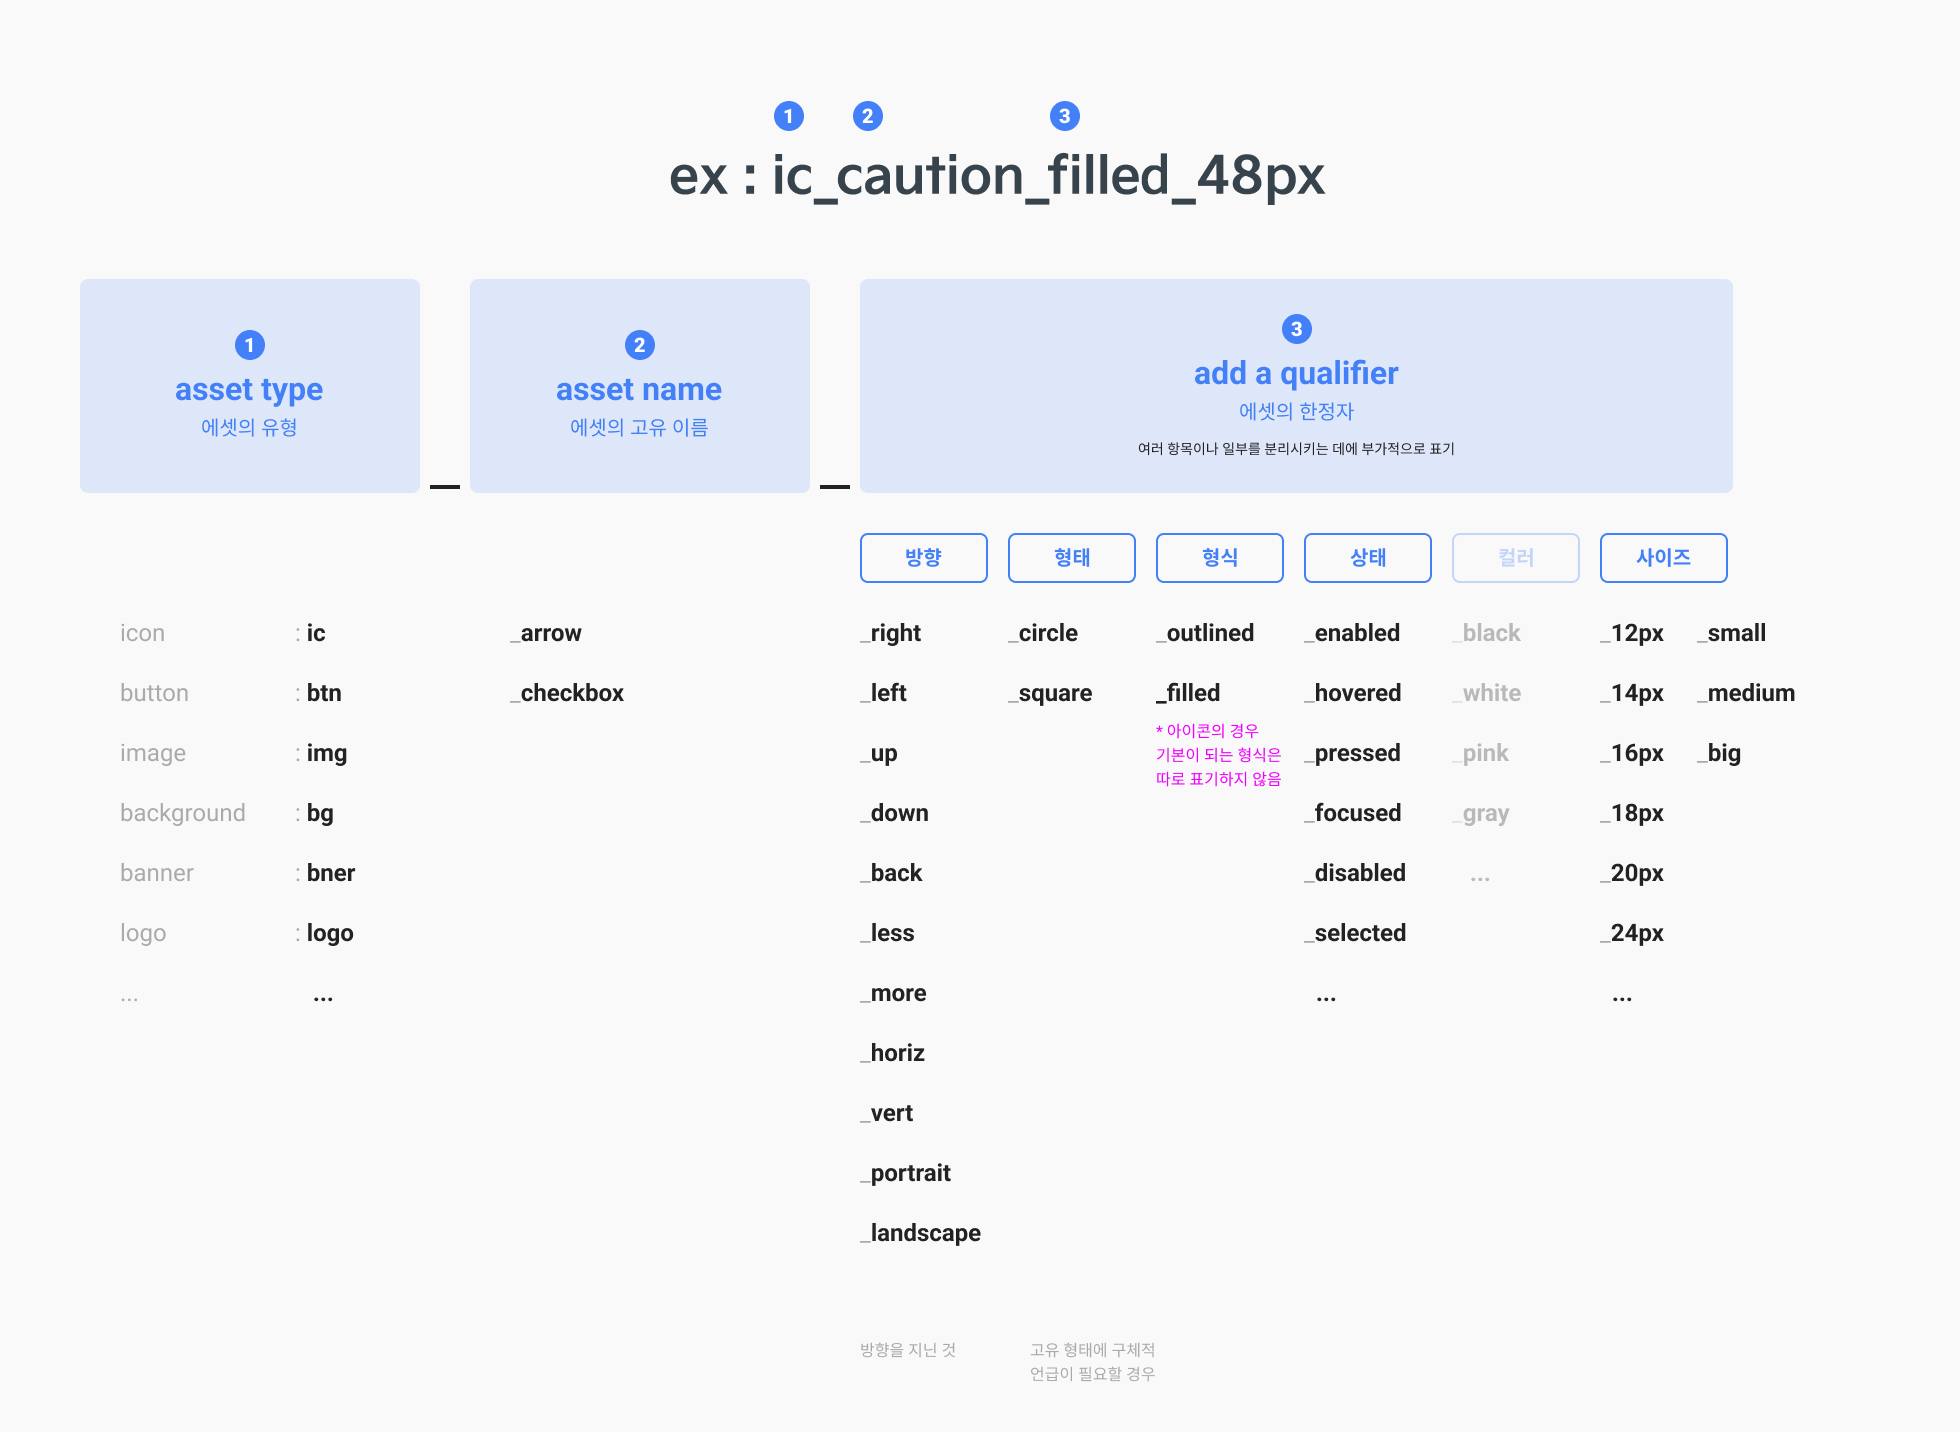 1 2 3
ex : ic_caution_filled_48px
1
asset type
에셋의 유형
_
2
asset name
에셋의 고유 이름
_
3
add a qualifier
에셋의 한정자
여러 항목이나 일부를 분리시키는 데에 부가적으로 표기
icon : ic
button : btn
image : img
background : bg
banner : bner
logo : logo
... ...
_arrow
_checkbox
방향
_right
_left
_up
_down
_back
_less
_more
_horiz
_vert
_portrait
_landscape
방향을 지닌 것
형태
_circle
_square
고유 형태에 구체적
언급이 필요할 경우
형식
_outlined
_filled
* 아이콘의 경우
기본이 되는 형식은
따로 표기하지 않음
상태
_enabled
_hovered
_pressed
_focused
_disabled
_selected
...
컬러
_black
_white
_pink
_gray
...
사이즈
_12px _small
_14px _medium
_16px _big
_18px
_20px
_24px
...